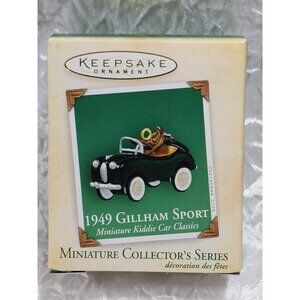 KEEPSAKE
ORNAMENT
1949 GILLHAM SPORT
Miniature Kiddie Car Classics
MINIATURE COLLECTOR'S SERIES
décoration des fêtes